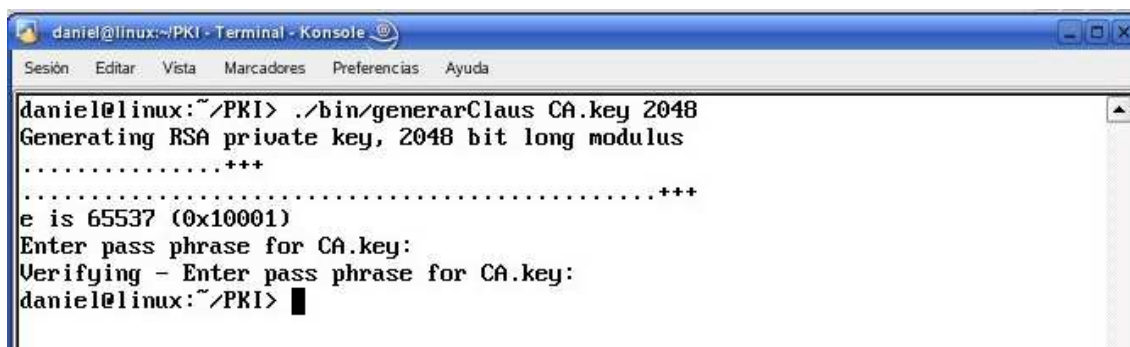 daniel@linux:~/PKI - Terminal - Konsole
Sesión Editar Vista Marcadores Preferencias Ayuda
daniel@linux:~/PKI> ./bin/generarClaus CA.key 2048
Generating RSA private key, 2048 bit long modulus
...............+++
................................................+++
e is 65537 (0x10001)
Enter pass phrase for CA.key:
Verifying - Enter pass phrase for CA.key:
daniel@linux:~/PKI>